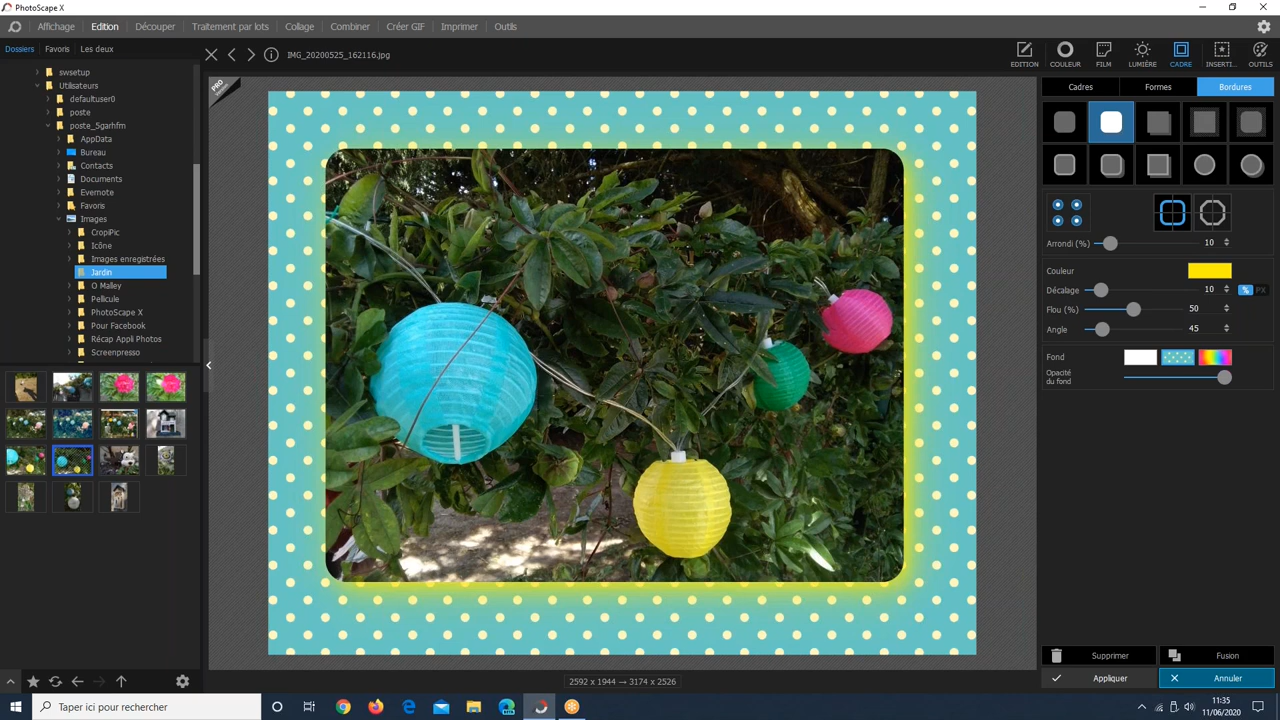 PhotoScape X
Affichage Edition Découper Traitement par lots Collage Combiner Créer GIF Imprimer Outils
Dossiers Favoris Les deux
IMG_20200525_162116.jpg
EDITION COULEUR FILM LUMIÈRE CADRE INSERTI... OUTILS
swsetup
Utilisateurs
defaultuser0
poste
poste_5garhfm
AppData
Bureau
Contacts
Documents
Evernote
Favoris
Images
CropiPic
Icône
Images enregistrées
Jardin
O Malley
Pellicule
PhotoScape X
Pour Facebook
Récap Appli Photos
Screenpresso
PRO
Version
Cadres Formes Bordures
Arrondi (%) 10
Couleur
Décalage 10 % PX
Flou (%) 50
Angle 45
Fond
Opacité
du fond
Supprimer Fusion
Appliquer Annuler
2592 x 1944 → 3174 x 2526
Taper ici pour rechercher
11:35
11/06/2020